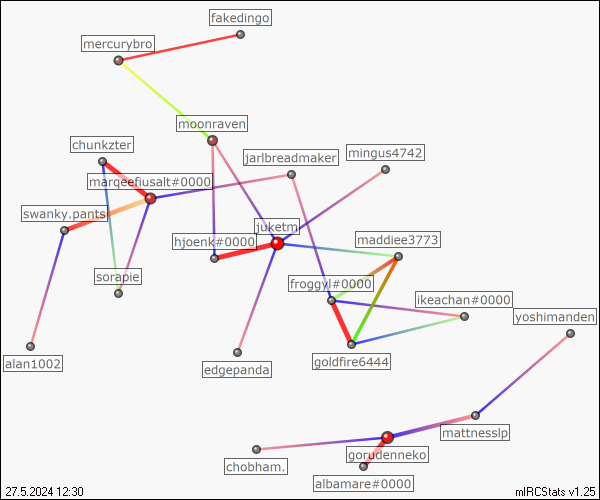 fakedingo
mercurybro
moonraven
chunkzter
jarlbreadmaker
mingus4742
marqeefiusalt#0000
swanky.pants
juketm
hjoenk#0000
maddiee3773
sorapie
froggyl#0000
ikeachan#0000
yoshimanden
alan1002
edgepanda
goldfire6444
mattnesslp
gorudenneko
chobham.
albamare#0000
27.5.2024 12:30
mIRCStats v1.25